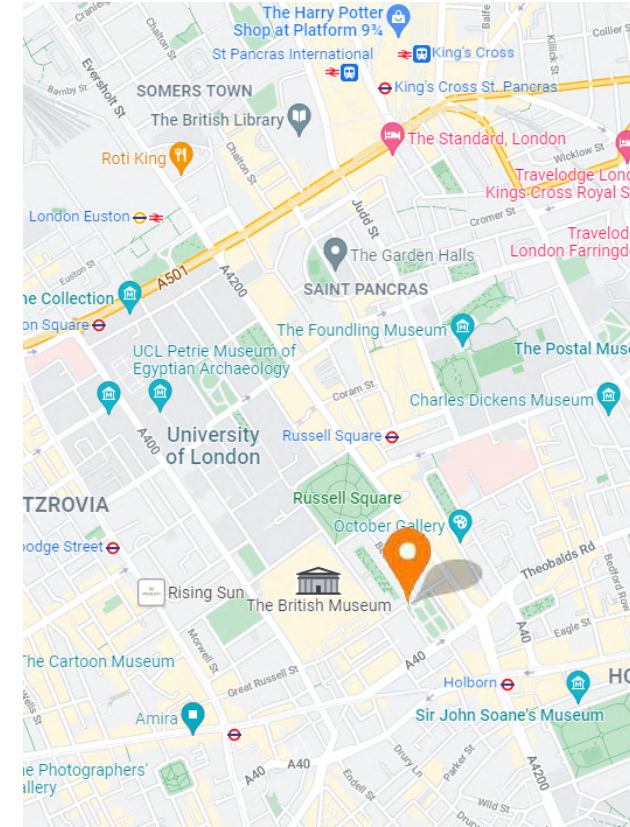 Cranle
The Harry Potter
Shop at Platform 9¾
Balfe
Killick St
Collier S
Chalton St
St Pancras International
King's Cross
Eversholt St
Barnby St
SOMERS TOWN
King's Cross St. Pancras
The British Library
The Standard, London
Roti King
Chalton St
Wicklow St
Travelodge Lond
Kings Cross Royal S
Judd St
London Euston
Cromer St
Travelod
London Farringd
The Garden Halls
Euston St
A501
A4200
SAINT PANCRAS
he Collection
on Square
The Foundling Museum
UCL Petrie Museum of
Egyptian Archaeology
The Postal Muse
Coram St
Charles Dickens Museum
A400
University
of London
Russell Square
TZROVIA
Russell Square
October Gallery
odge Street
Theobalds Rd
Bedford Row
Rising Sun
The British Museum
A40
Eagle St
Morwell St
A40
The Cartoon Museum
Great Russell St
Holborn
HO
Wells St
Amira
Sir John Soane's Museum
Drury Ln
Parker St
A4200
e Photographers'
allery
A40
A40
Endell St
Wild St
Drury